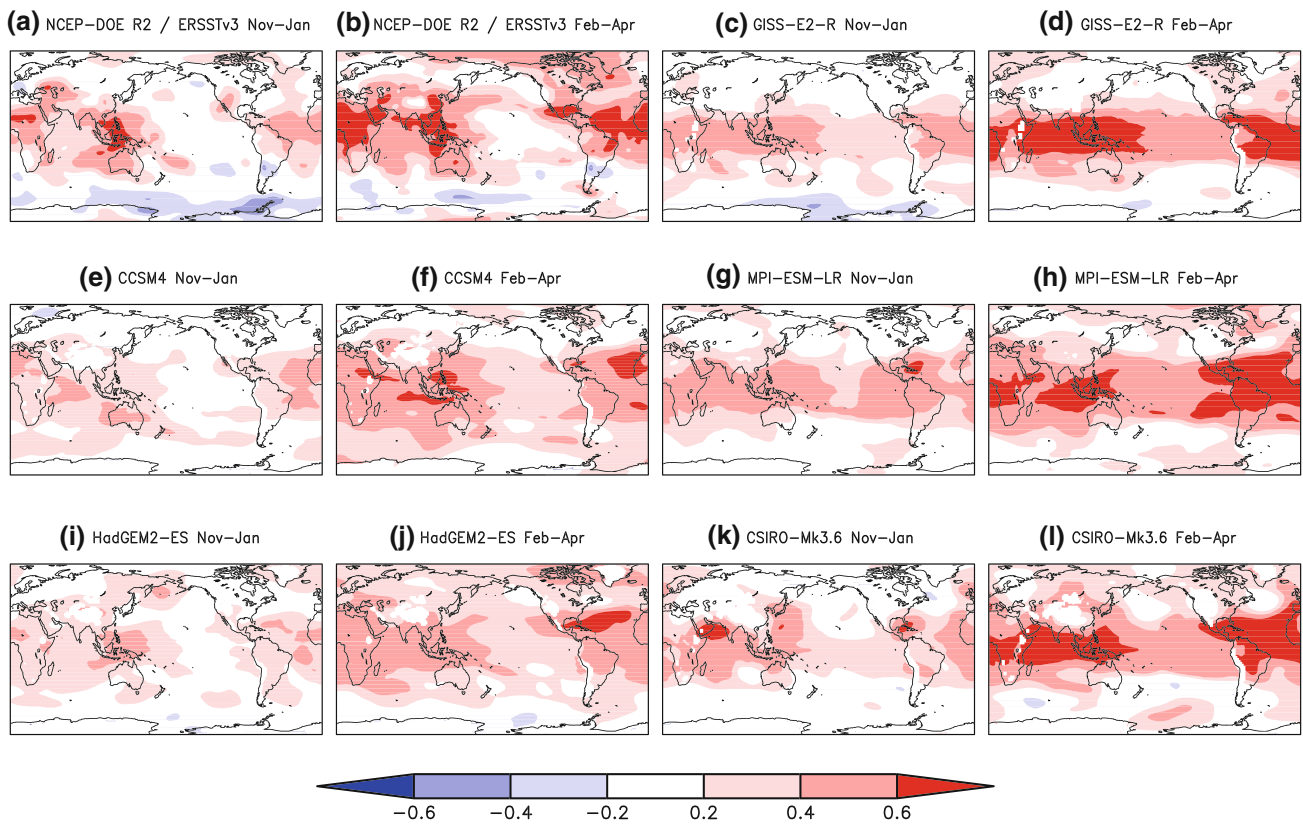 (a) NCEP-DOE R2 / ERSSTv3 Nov-Jan
(b) NCEP-DOE R2 / ERSSTv3 Feb-Apr
(c) GISS-E2-R Nov-Jan
(d) GISS-E2-R Feb-Apr
(e) CCSM4 Nov-Jan
(f) CCSM4 Feb-Apr
(g) MPI-ESM-LR Nov-Jan
(h) MPI-ESM-LR Feb-Apr
(i) HadGEM2-ES Nov-Jan
(j) HadGEM2-ES Feb-Apr
(k) CSIRO-Mk3.6 Nov-Jan
(l) CSIRO-Mk3.6 Feb-Apr
-0.6 -0.4 -0.2 0.2 0.4 0.6